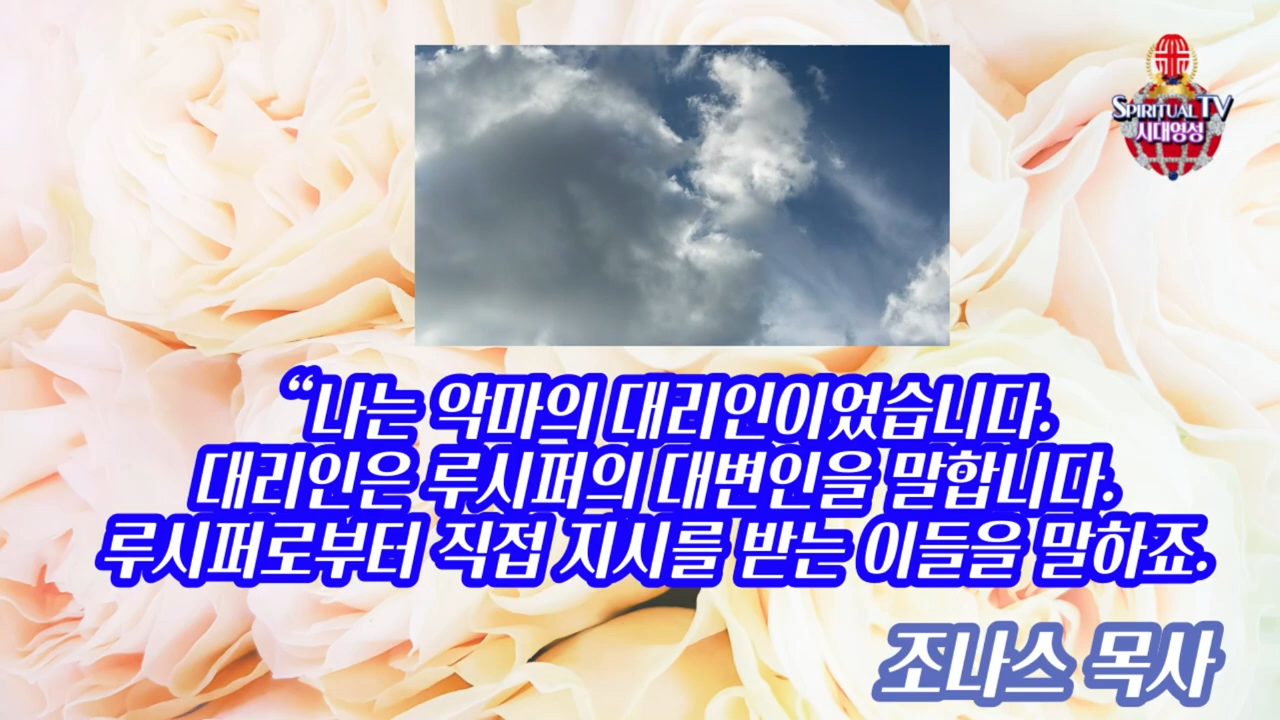 SPIRITUAL TV
시대영성
“나는 악마의 대리인이었습니다.
대리인은 루시퍼의 대변인을 말합니다.
루시퍼로부터 직접 지시를 받는 이들을 말하죠.
조나스 목사